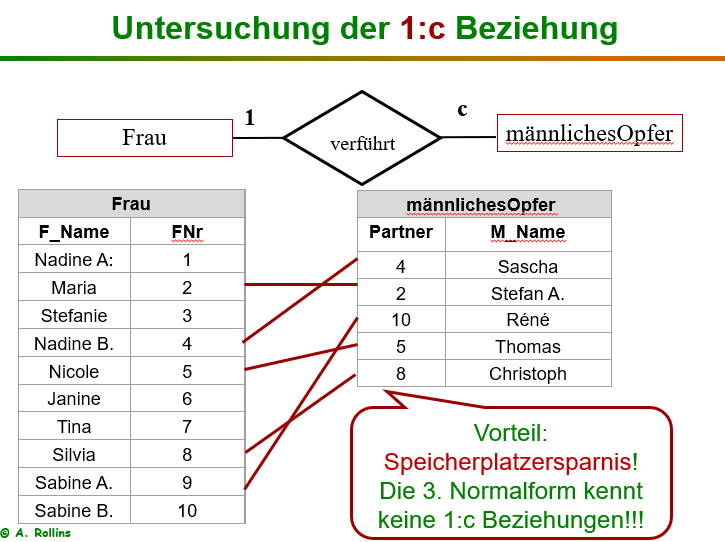 Untersuchung der 1:c Beziehung
Frau 1 verführt c männlichesOpfer
Frau
F_Name FNr
Nadine A: 1
Maria 2
Stefanie 3
Nadine B. 4
Nicole 5
Janine 6
Tina 7
Silvia 8
Sabine A. 9
Sabine B. 10
männlichesOpfer
Partner M_Name
4 Sascha
2 Stefan A.
10 Réné
5 Thomas
8 Christoph
Vorteil:
Speicherplatzersparnis!
Die 3. Normalform kennt
keine 1:c Beziehungen!!!
© A. Rollins